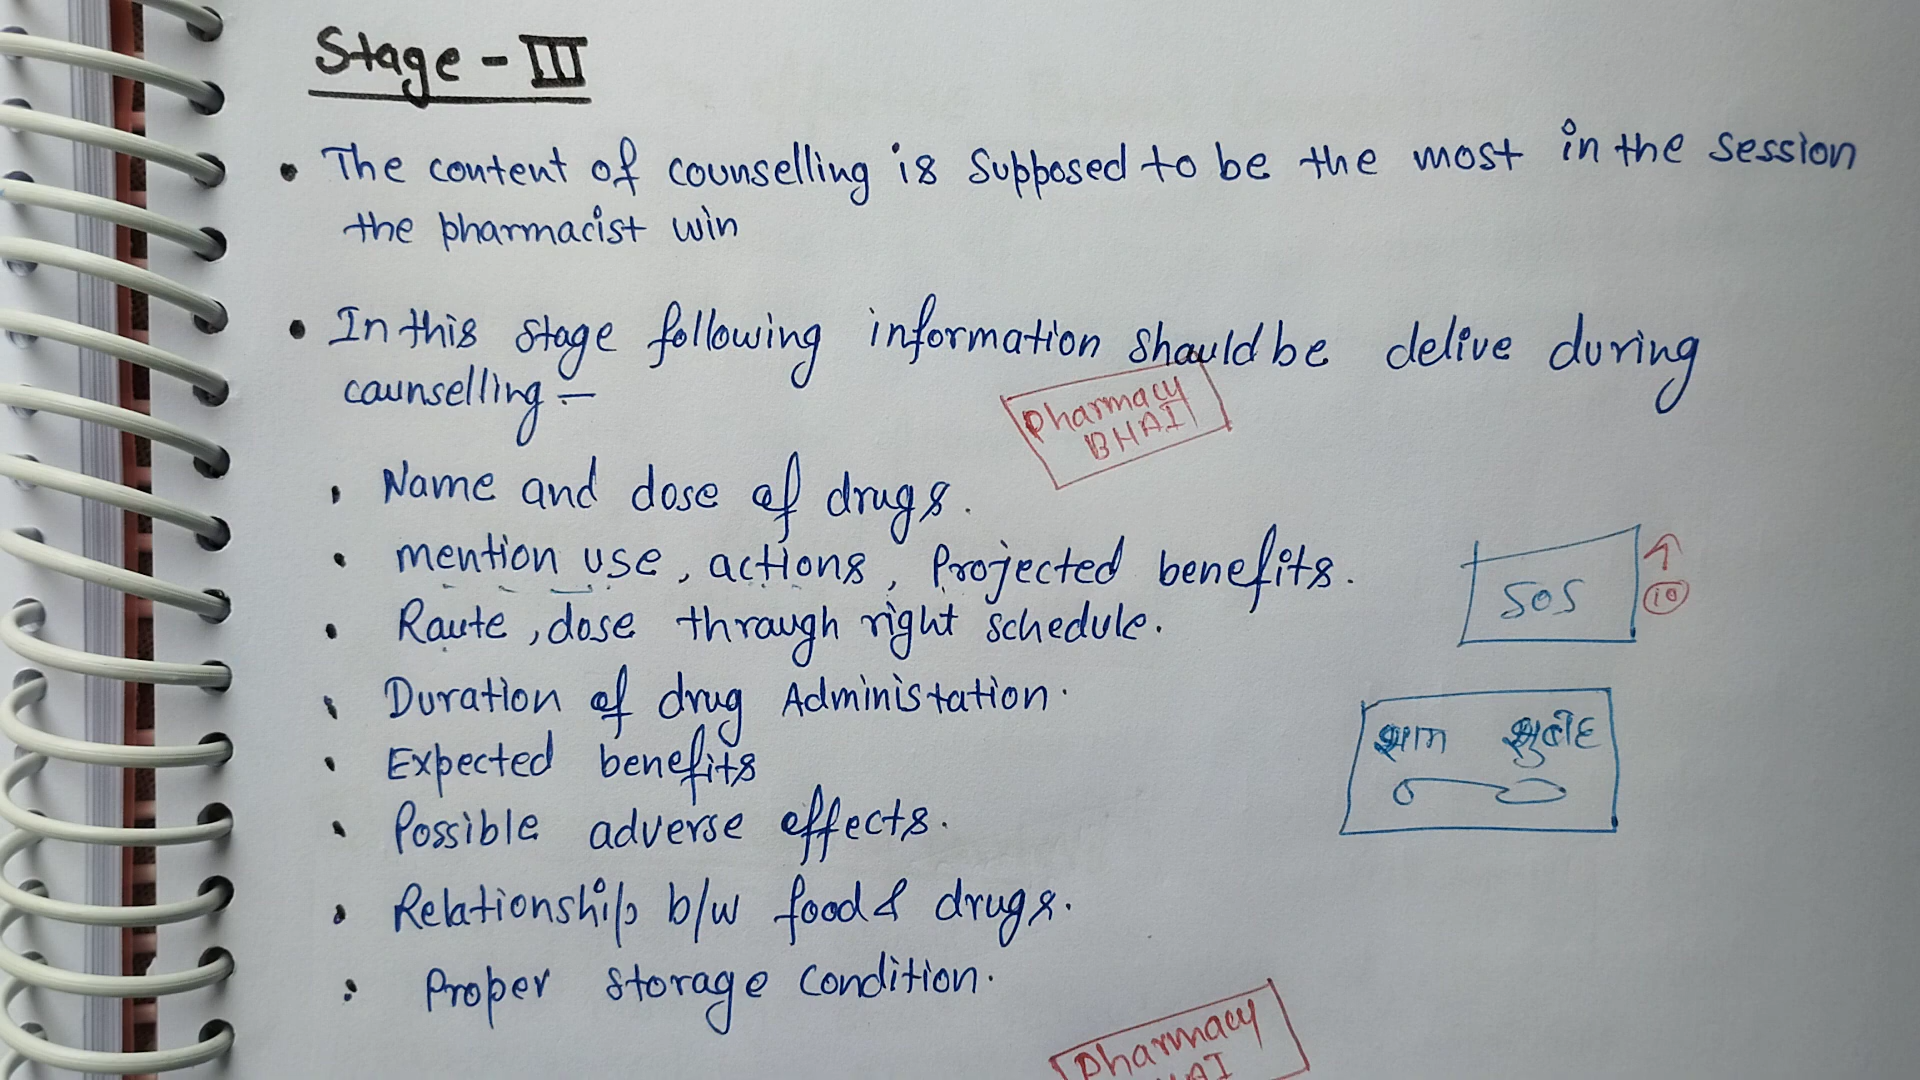 Stage - III
• The content of counselling is supposed to be the most in the session
the pharmacist win
• In this stage following information should be delive during
caunselling –
Pharmacy
BHAI
• Name and dose of drugs.
• mention use, actions, Projected benefits.
• Raute, dose through right schedule.
SOS
10
• Duration of drug Administation.
शाम सुबह
• Expected benefits
• Possible adverse effects.
• Relationship b/w food & drugs.
• Proper storage condition.
Pharmacy